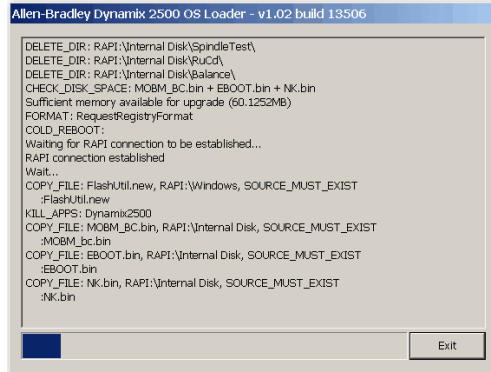 Allen-Bradley Dynamix 2500 OS Loader - v1.02 build 13506
DELETE_DIR: RAPI:\Internal Disk\SpindleTest\
DELETE_DIR: RAPI:\Internal Disk\RuCd\
DELETE_DIR: RAPI:\Internal Disk\Balance\
CHECK_DISK_SPACE: MOBM_BC.bin + EBOOT.bin + NK.bin
Sufficient memory available for upgrade (60.1252MB)
FORMAT: RequestRegistryFormat
COLD_REBOOT:
Waiting for RAPI connection to be established...
RAPI connection established
Wait...
COPY_FILE: FlashUtil.new, RAPI:\Windows, SOURCE_MUST_EXIST
:FlashUtil.new
KILL_APPS: Dynamix2500
COPY_FILE: MOBM_BC.bin, RAPI:\Internal Disk, SOURCE_MUST_EXIST
:MOBM_bc.bin
COPY_FILE: EBOOT.bin, RAPI:\Internal Disk, SOURCE_MUST_EXIST
:EBOOT.bin
COPY_FILE: NK.bin, RAPI:\Internal Disk, SOURCE_MUST_EXIST
:NK.bin
Exit